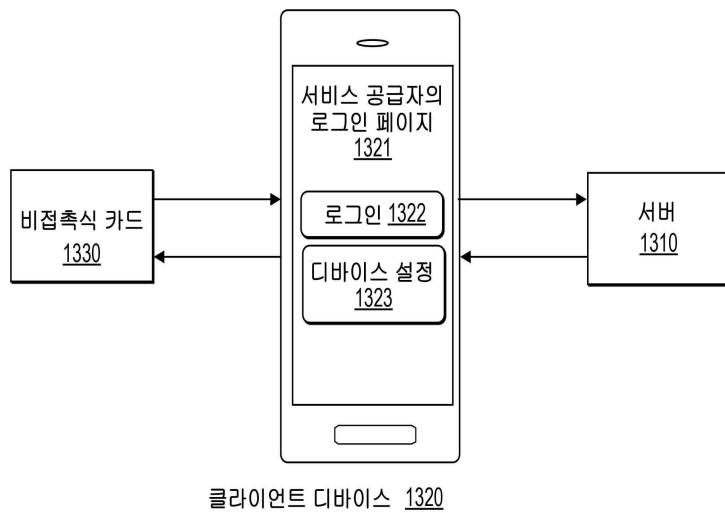 서비스 공급자의
로그인 페이지
1321
로그인 1322
디바이스 설정
1323
비접촉식 카드
1330
서버
1310
클라이언트 디바이스 1320